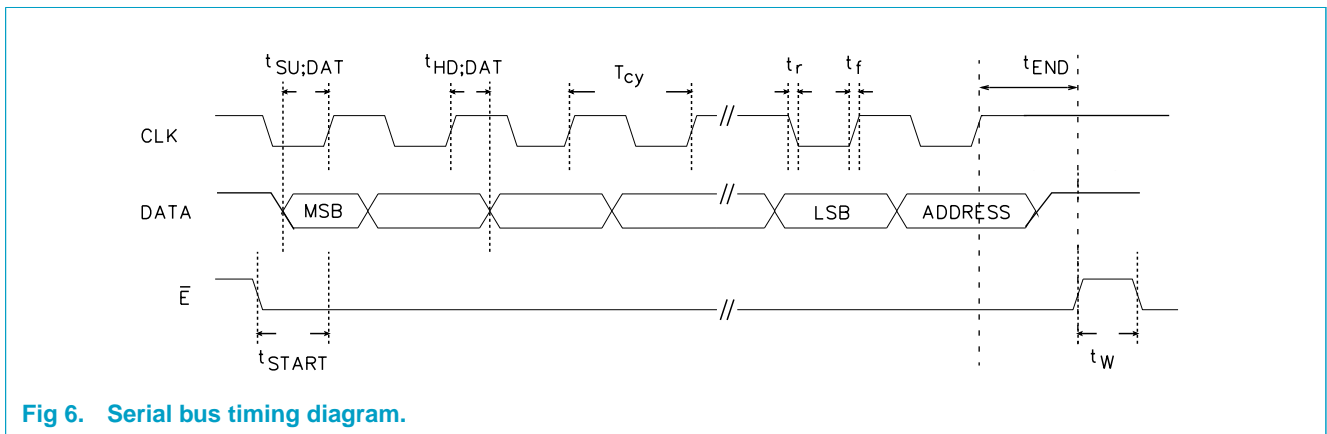 tSU;DAT tHD;DAT Tcy tr tf tEND
CLK
DATA MSB LSB ADDRESS
E̅
tSTART tW
Fig 6. Serial bus timing diagram.